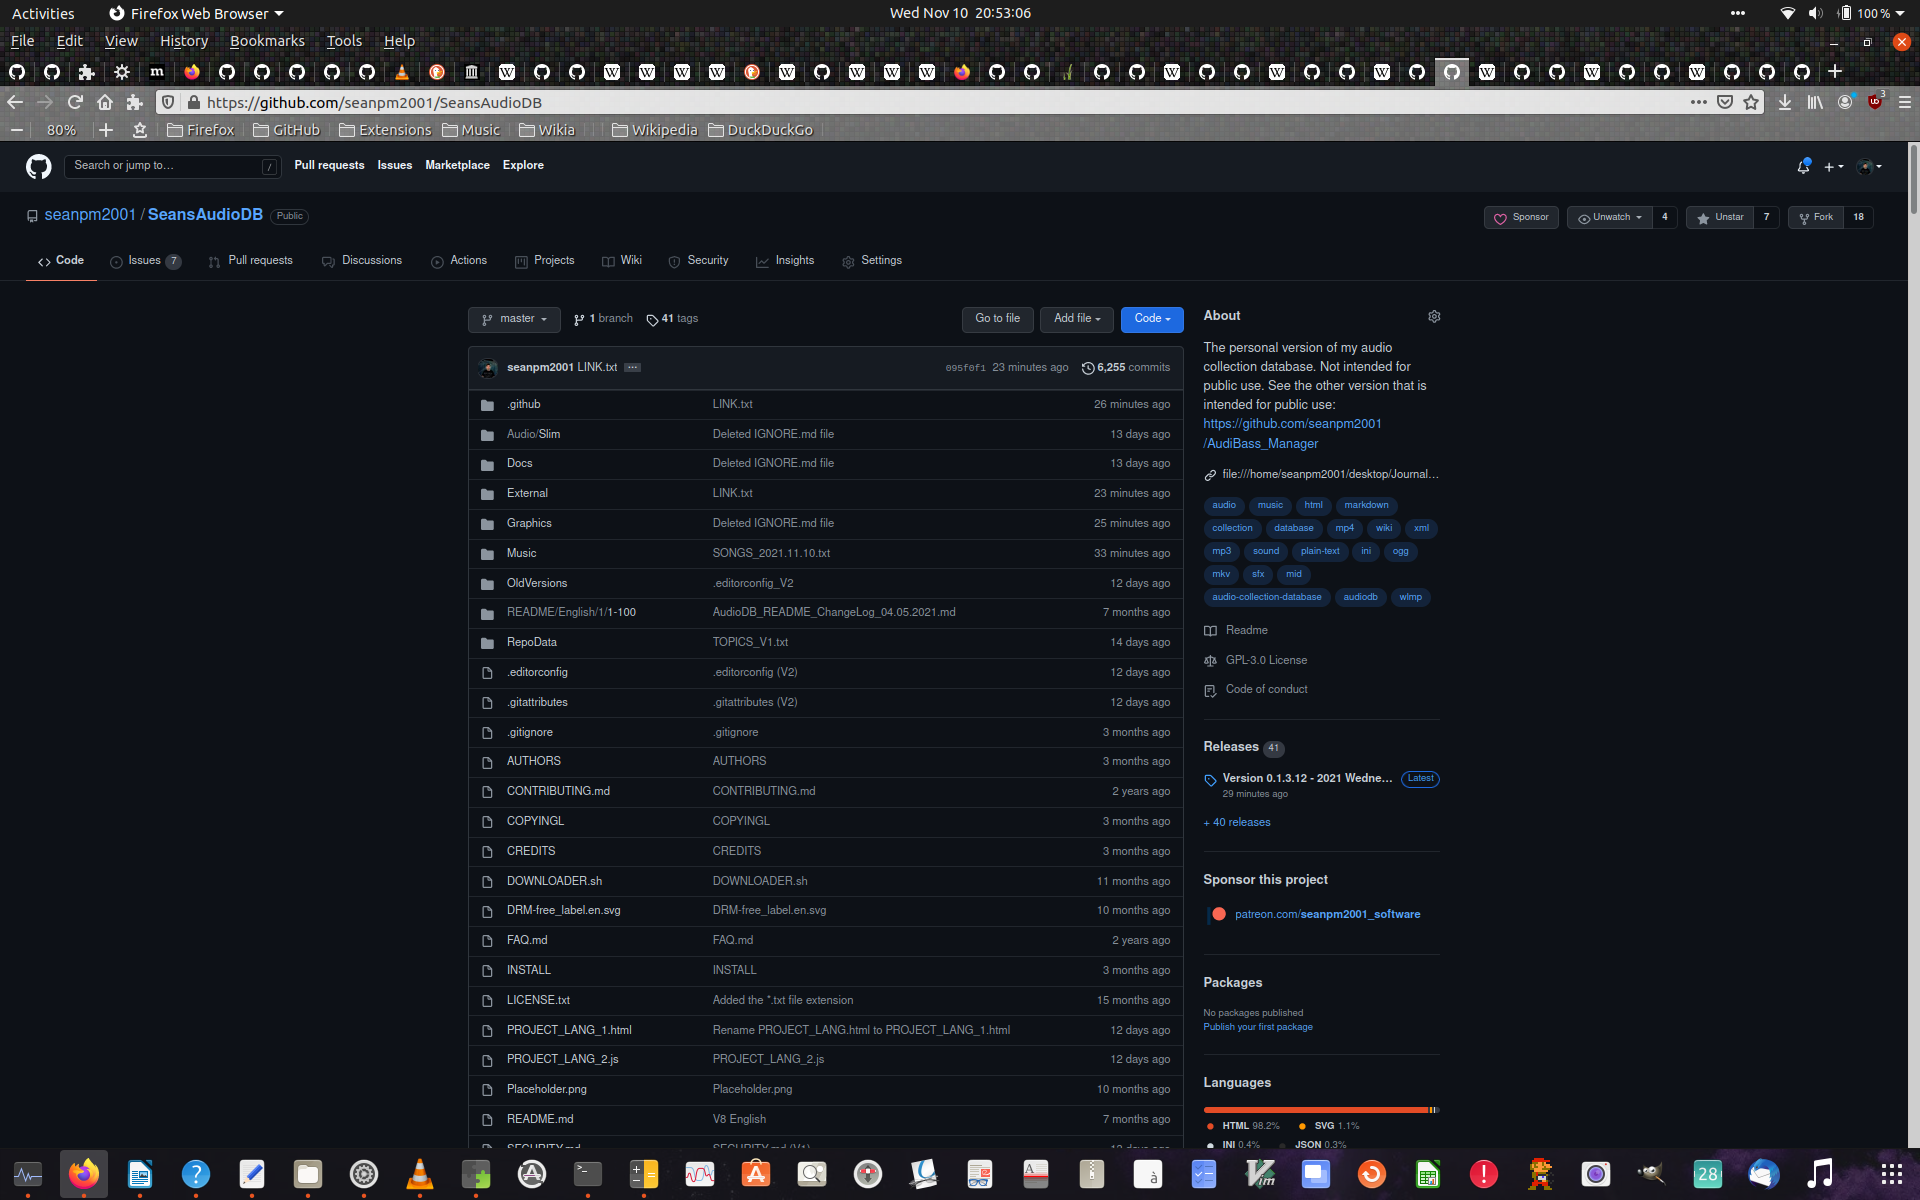 Activities
Firefox Web Browser
Wed Nov 10 20:53:06
100 %
File Edit View History Bookmarks Tools Help
https://github.com/seanpm2001/SeansAudioDB
3
80%
Firefox GitHub Extensions Music Wikia Wikipedia DuckDuckGo
Search or jump to…
/
Pull requests Issues Marketplace Explore
seanpm2001 / SeansAudioDB Public
Sponsor Unwatch 4 Unstar 7 Fork 18
Code Issues 7 Pull requests Discussions Actions Projects Wiki Security Insights Settings
master 1 branch 41 tags Go to file Add file Code
seanpm2001 LINK.txt ... 095f0f1 23 minutes ago 6,255 commits
.github LINK.txt 26 minutes ago
Audio/Slim Deleted IGNORE.md file 13 days ago
Docs Deleted IGNORE.md file 13 days ago
External LINK.txt 23 minutes ago
Graphics Deleted IGNORE.md file 25 minutes ago
Music SONGS_2021.11.10.txt 33 minutes ago
OldVersions .editorconfig_V2 12 days ago
README/English/1/1-100 AudioDB_README_ChangeLog_04.05.2021.md 7 months ago
RepoData TOPICS_V1.txt 14 days ago
.editorconfig .editorconfig (V2) 12 days ago
.gitattributes .gitattributes (V2) 12 days ago
.gitignore .gitignore 3 months ago
AUTHORS AUTHORS 3 months ago
CONTRIBUTING.md CONTRIBUTING.md 2 years ago
COPYINGL COPYINGL 3 months ago
CREDITS CREDITS 3 months ago
DOWNLOADER.sh DOWNLOADER.sh 11 months ago
DRM-free_label.en.svg DRM-free_label.en.svg 10 months ago
FAQ.md FAQ.md 2 years ago
INSTALL INSTALL 3 months ago
LICENSE.txt Added the *.txt file extension 15 months ago
PROJECT_LANG_1.html Rename PROJECT_LANG.html to PROJECT_LANG_1.html 12 days ago
PROJECT_LANG_2.js PROJECT_LANG_2.js 12 days ago
Placeholder.png Placeholder.png 10 months ago
README.md V8 English 7 months ago
SECURITY.md SECURITY.md (V1) 12 days ago
About
The personal version of my audio
collection database. Not intended for
public use. See the other version that is
intended for public use:
https://github.com/seanpm2001
/AudiBass_Manager
file:///home/seanpm2001/desktop/Journal...
audio music html markdown
collection database mp4 wiki xml
mp3 sound plain-text ini ogg
mkv sfx mid
audio-collection-database audiodb wlmp
Readme
GPL-3.0 License
Code of conduct
Releases 41
Version 0.1.3.12 - 2021 Wedne... Latest
29 minutes ago
+ 40 releases
Sponsor this project
patreon.com/seanpm2001_software
Packages
No packages published
Publish your first package
Languages
HTML 98.2% SVG 1.1%
INI 0.4% JSON 0.3%
28